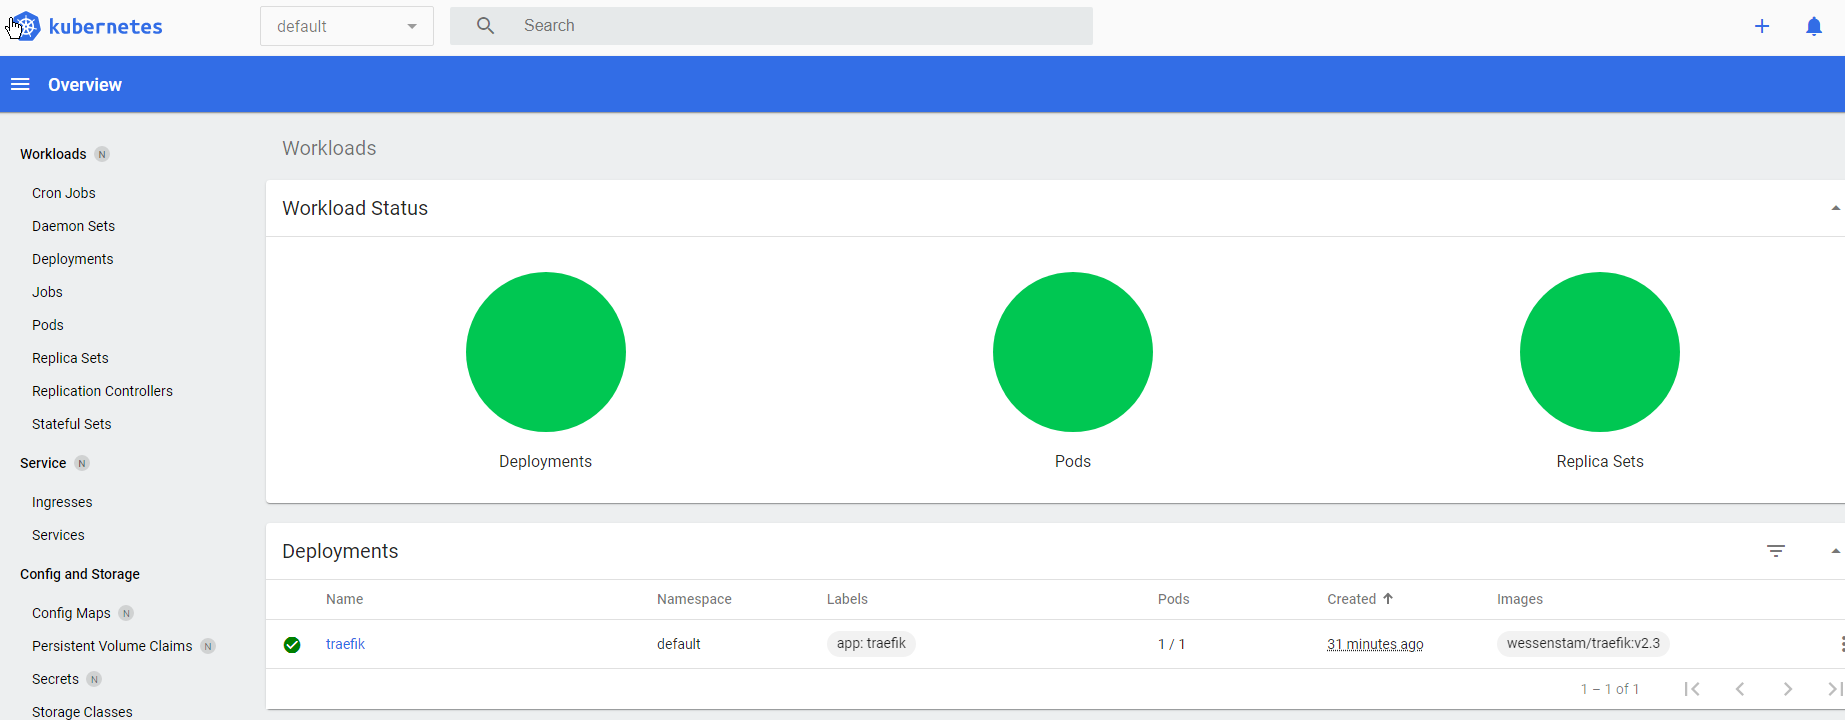 kubernetes
default
Search
Overview
Workloads N
Cron Jobs
Daemon Sets
Deployments
Jobs
Pods
Replica Sets
Replication Controllers
Stateful Sets
Service N
Ingresses
Services
Config and Storage
Config Maps N
Persistent Volume Claims N
Secrets N
Storage Classes
Workloads
Workload Status
Deployments Pods Replica Sets
Deployments
Name Namespace Labels Pods Created Images
traefik default app: traefik 1 / 1 31 minutes ago wessenstam/traefik:v2.3
1 – 1 of 1